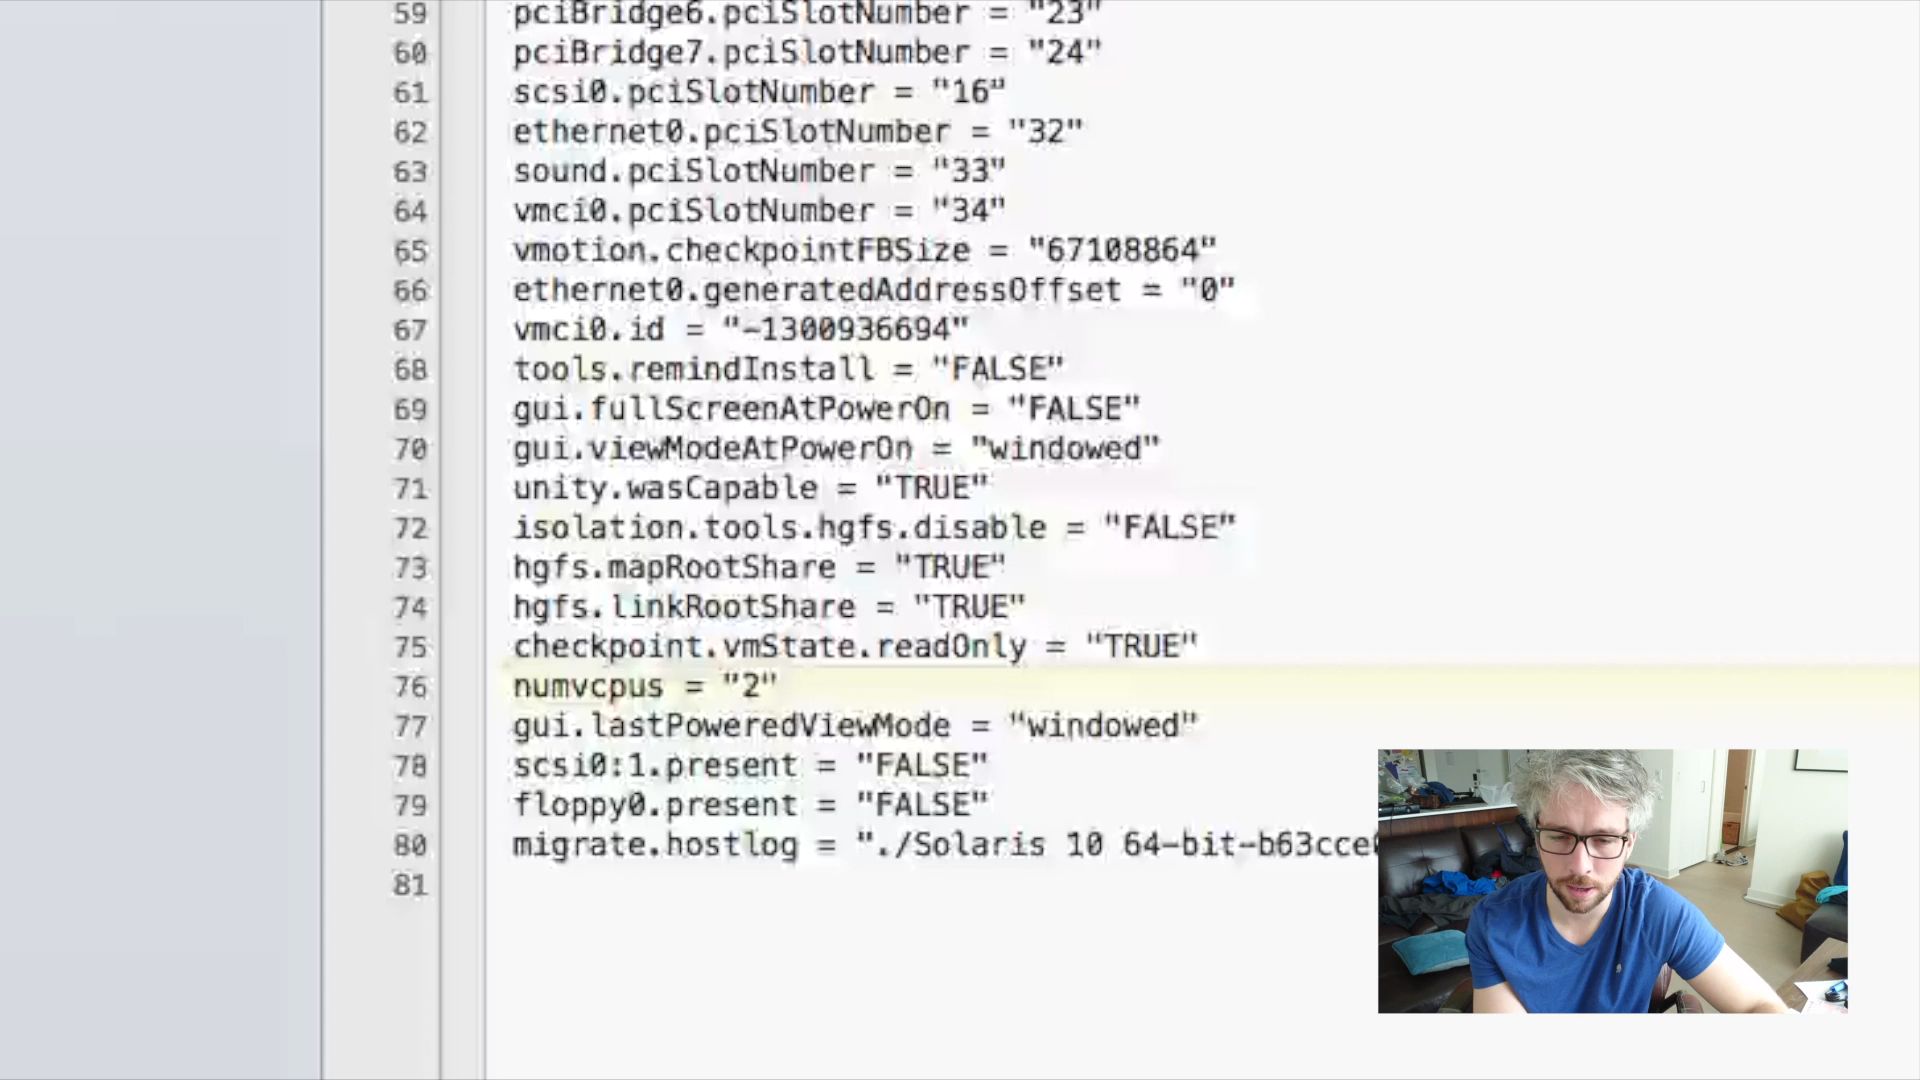 59 pciBridge6.pciSlotNumber = "23"
60 pciBridge7.pciSlotNumber = "24"
61 scsi0.pciSlotNumber = "16"
62 ethernet0.pciSlotNumber = "32"
63 sound.pciSlotNumber = "33"
64 vmci0.pciSlotNumber = "34"
65 vmotion.checkpointFBSize = "67108864"
66 ethernet0.generatedAddressOffset = "0"
67 vmci0.id = "-1300936694"
68 tools.remindInstall = "FALSE"
69 gui.fullScreenAtPowerOn = "FALSE"
70 gui.viewModeAtPowerOn = "windowed"
71 unity.wasCapable = "TRUE"
72 isolation.tools.hgfs.disable = "FALSE"
73 hgfs.mapRootShare = "TRUE"
74 hgfs.linkRootShare = "TRUE"
75 checkpoint.vmState.readOnly = "TRUE"
76 numvcpus = "2"
77 gui.lastPoweredViewMode = "windowed"
78 scsi0:1.present = "FALSE"
79 floppy0.present = "FALSE"
80 migrate.hostlog = "./Solaris 10 64-bit-b63cce
81